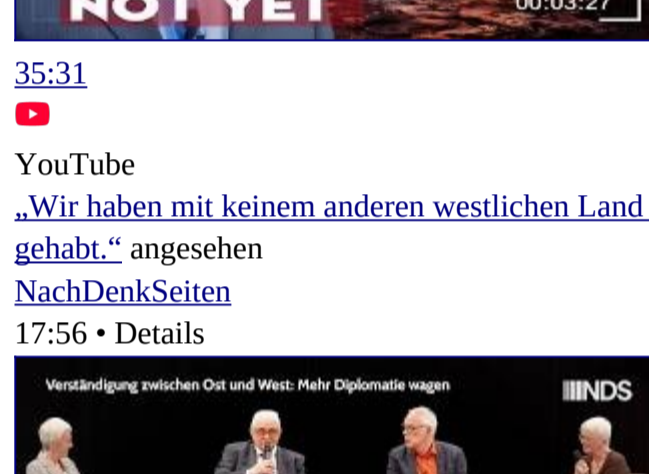 NOT YET
00:03:27
35:31
YouTube
„Wir haben mit keinem anderen westlichen Land
gehabt.“ angesehen
NachDenkSeiten
17:56 • Details
Verständigung zwischen Ost und West: Mehr Diplomatie wagen
NDS